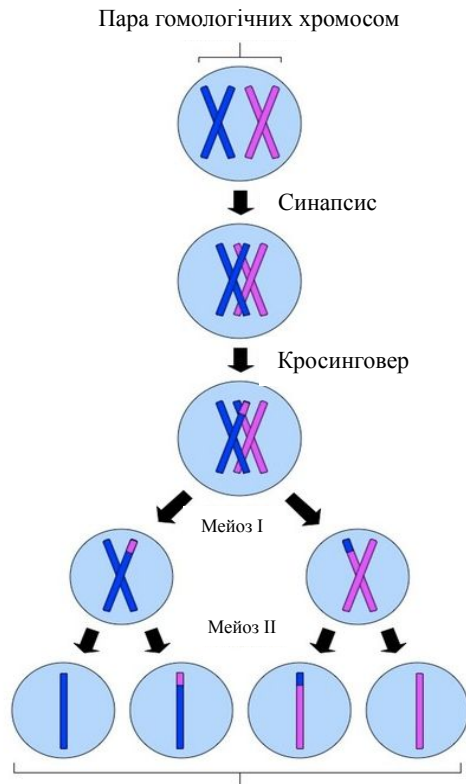 Пара гомологічних хромосом
Синапсис
Кросинговер
Мейоз I
Мейоз II